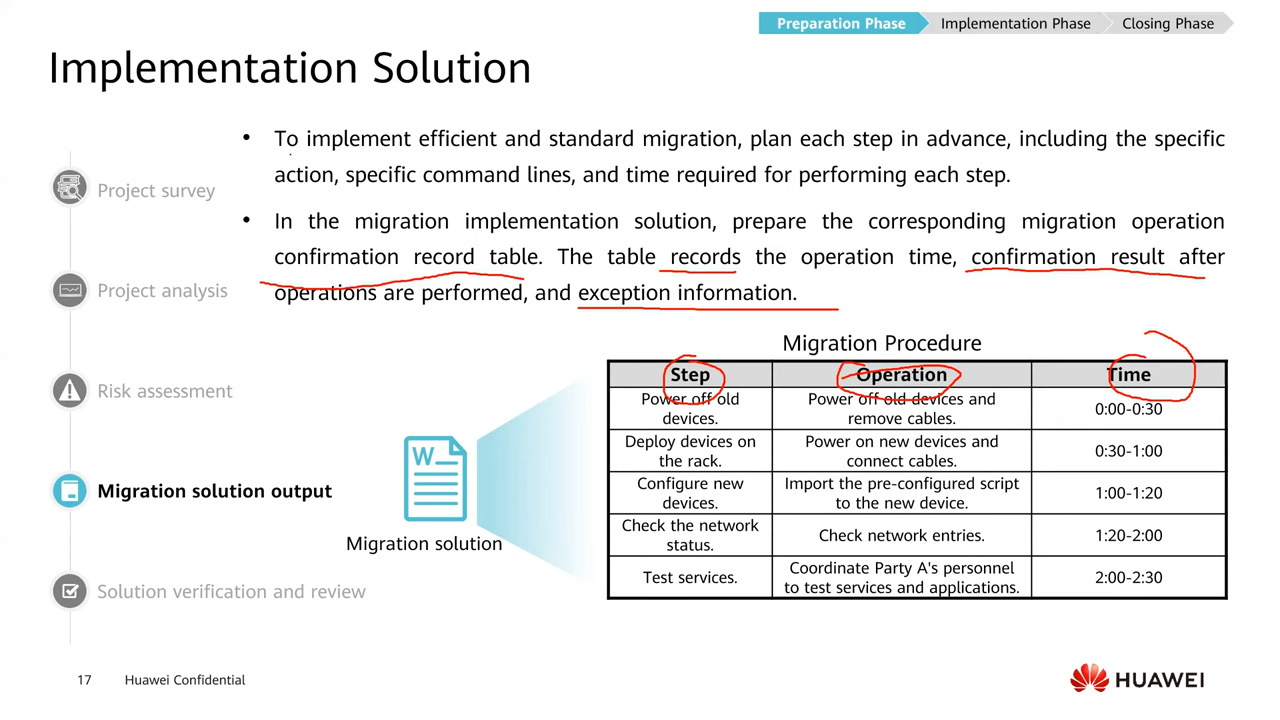 Preparation Phase
Implementation Phase
Closing Phase
Implementation Solution
• To implement efficient and standard migration, plan each step in advance, including the specific
action, specific command lines, and time required for performing each step.
• In the migration implementation solution, prepare the corresponding migration operation
confirmation record table. The table records the operation time, confirmation result after
operations are performed, and exception information.
Project survey
Project analysis
Risk assessment
Migration solution output
Solution verification and review
W
Migration solution
Migration Procedure
Step Operation Time
Power off old
devices.
Power off old devices and
remove cables.
0:00-0:30
Deploy devices on
the rack.
Power on new devices and
connect cables.
0:30-1:00
Configure new
devices.
Import the pre-configured script
to the new device.
1:00-1:20
Check the network
status.
Check network entries.
1:20-2:00
Test services.
Coordinate Party A's personnel
to test services and applications.
2:00-2:30
17 Huawei Confidential
HUAWEI